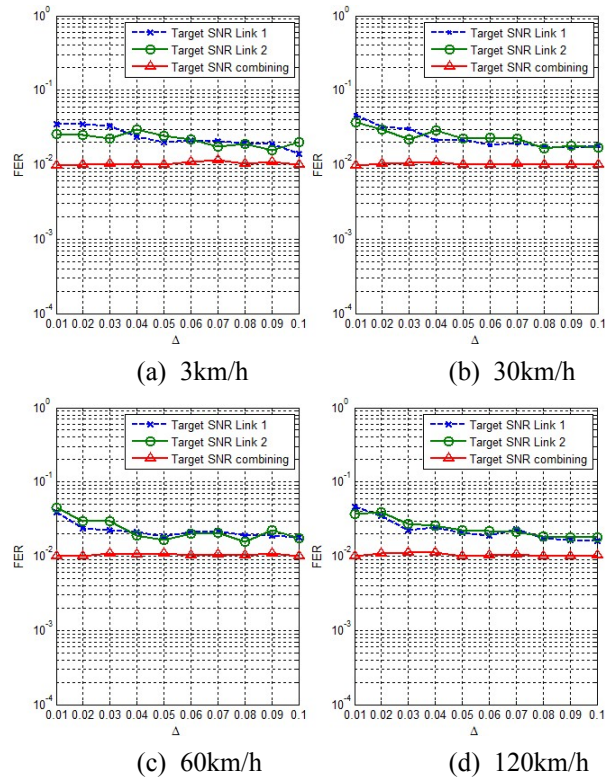 10⁰
10⁻¹
10⁻²
10⁻³
10⁻⁴
FER
Target SNR Link 1
Target SNR Link 2
Target SNR combining
0.01 0.02 0.03 0.04 0.05 0.06 0.07 0.08 0.09 0.1
Δ
(a) 3km/h
10⁰
10⁻¹
10⁻²
10⁻³
10⁻⁴
FER
Target SNR Link 1
Target SNR Link 2
Target SNR combining
0.01 0.02 0.03 0.04 0.05 0.06 0.07 0.08 0.09 0.1
Δ
(b) 30km/h
10⁰
10⁻¹
10⁻²
10⁻³
10⁻⁴
FER
Target SNR Link 1
Target SNR Link 2
Target SNR combining
0.01 0.02 0.03 0.04 0.05 0.06 0.07 0.08 0.09 0.1
Δ
(c) 60km/h
10⁰
10⁻¹
10⁻²
10⁻³
10⁻⁴
FER
Target SNR Link 1
Target SNR Link 2
Target SNR combining
0.01 0.02 0.03 0.04 0.05 0.06 0.07 0.08 0.09 0.1
Δ
(d) 120km/h